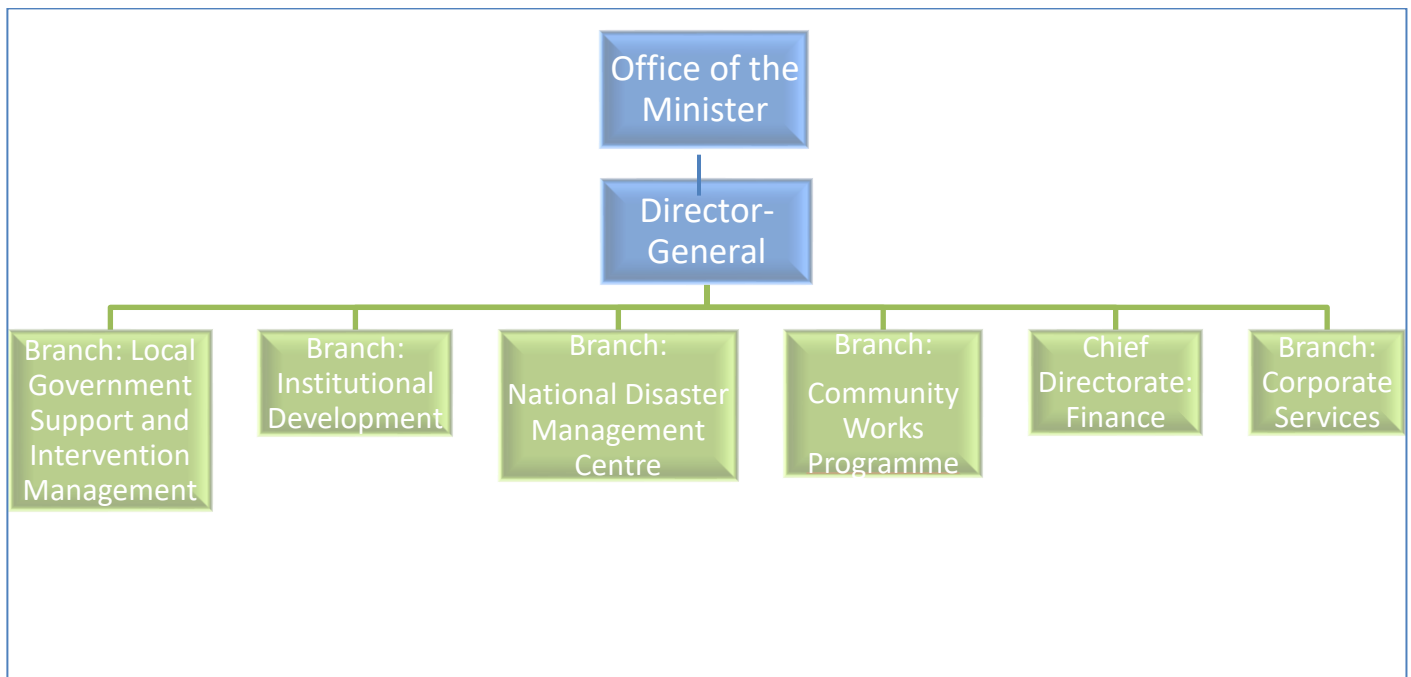 Office of the
Minister
Director-
General
Branch: Local
Government
Support and
Intervention
Management
Branch:
Institutional
Development
Branch:
National Disaster
Management
Centre
Branch:
Community
Works
Programme
Chief
Directorate:
Finance
Branch:
Corporate
Services